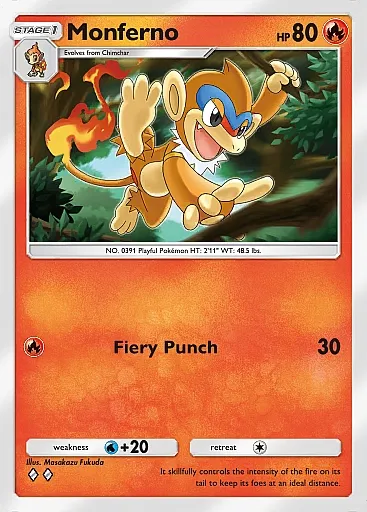 STAGE 1 Monferno HP 80
Evolves from Chimchar
NO. 0391 Playful Pokémon HT: 2'11" WT: 48.5 lbs.
Fiery Punch 30
weakness +20 retreat
Illus. Masakazu Fukuda
It skillfully controls the intensity of the fire on its
tail to keep its foes at an ideal distance.